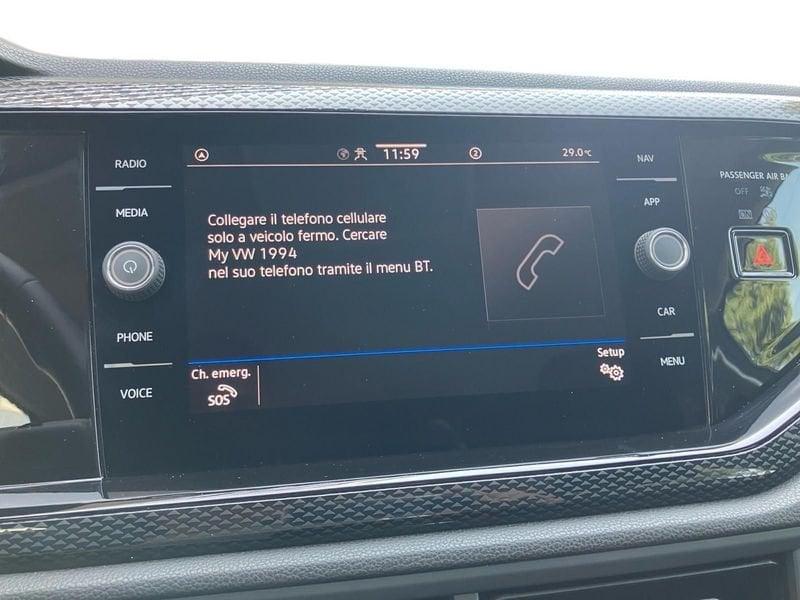 RADIO
MEDIA
PHONE
VOICE
11:59
2
29.0°C
Collegare il telefono cellulare
solo a veicolo fermo. Cercare
My VW 1994
nel suo telefono tramite il menu BT.
Ch. emerg.
SOS
Setup
NAV
APP
CAR
MENU
PASSENGER AIR BA
OFF
ON